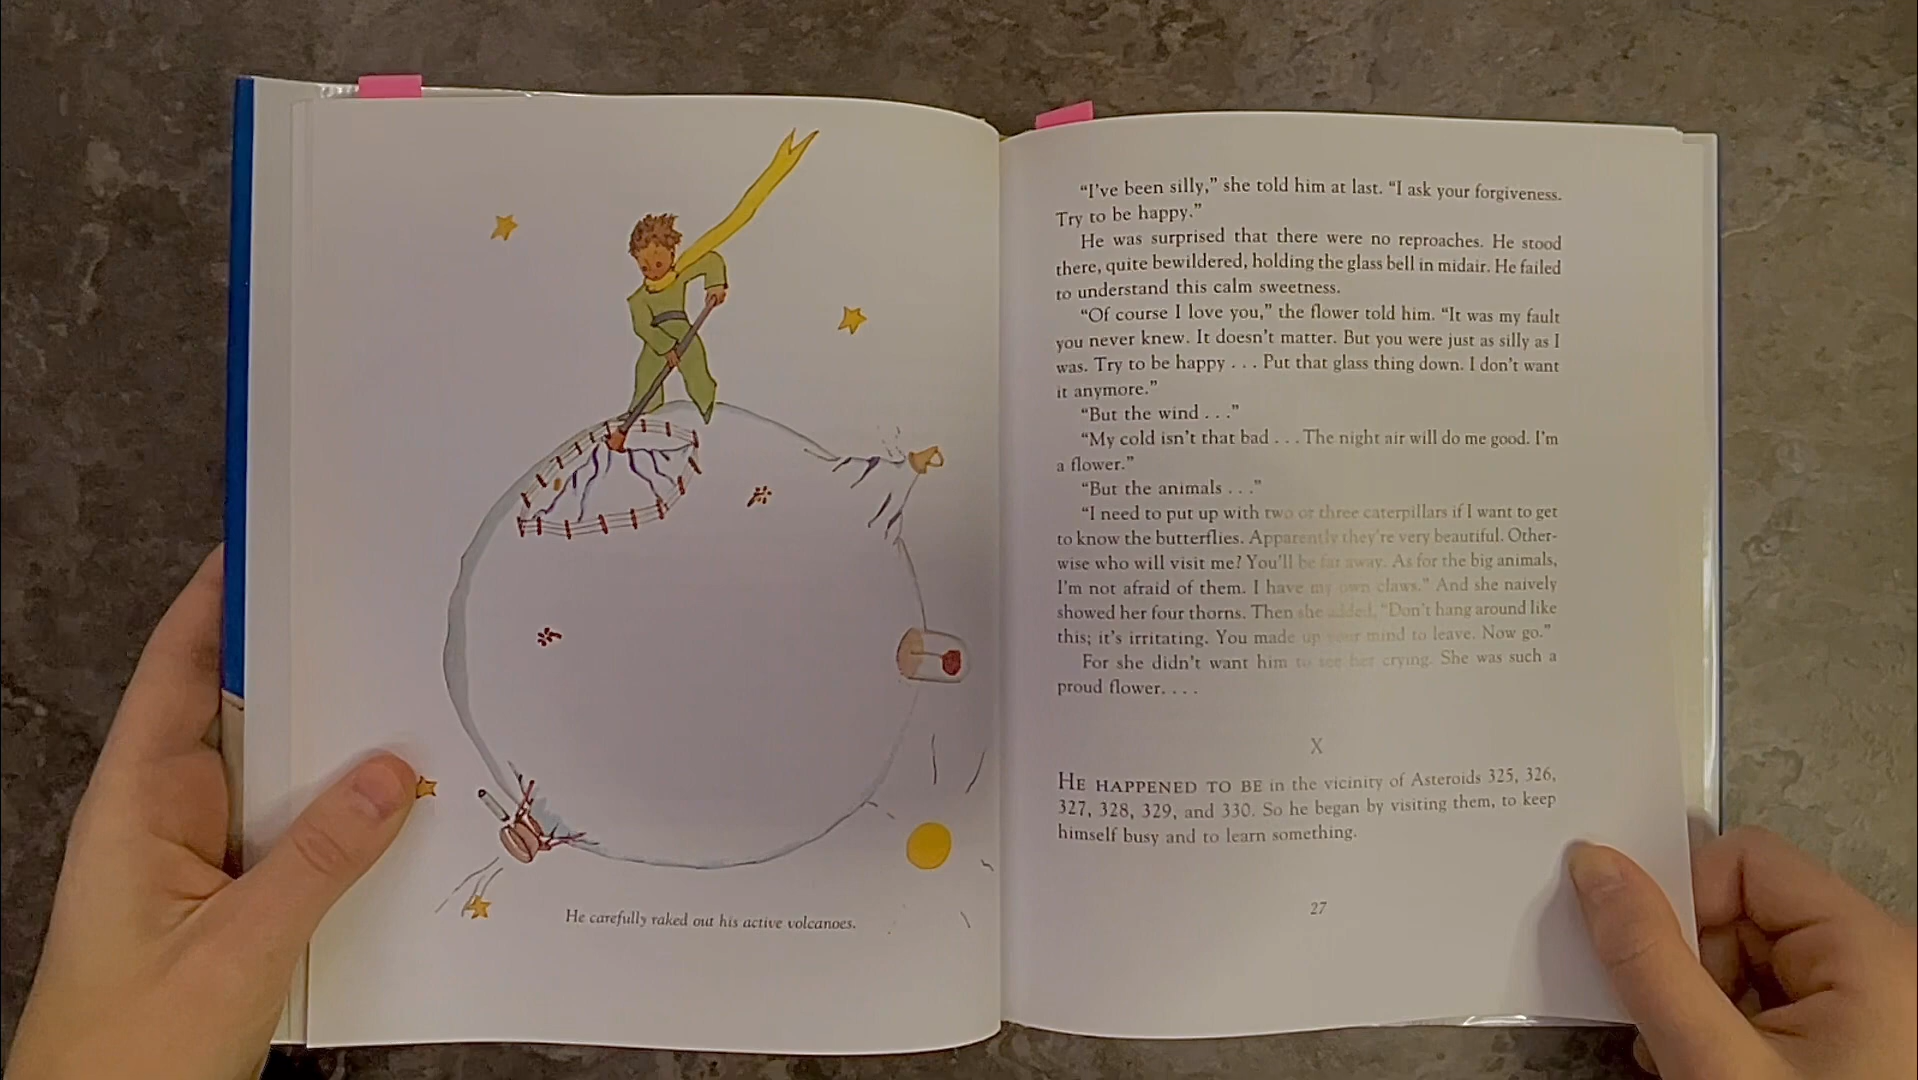 He carefully raked out his active volcanoes.
“I’ve been silly,” she told him at last. “I ask your forgiveness.
Try to be happy.”
He was surprised that there were no reproaches. He stood
there, quite bewildered, holding the glass bell in midair. He failed
to understand this calm sweetness.
“Of course I love you,” the flower told him. “It was my fault
you never knew. It doesn’t matter. But you were just as silly as I
was. Try to be happy . . . Put that glass thing down. I don’t want
it anymore.”
“But the wind . . .”
“My cold isn’t that bad . . . The night air will do me good. I’m
a flower.”
“But the animals . . .”
“I need to put up with two or three caterpillars if I want to get
to know the butterflies. Apparently they’re very beautiful. Other-
wise who will visit me? You’ll be far away. As for the big animals,
I’m not afraid of them. I have my own claws.” And she naively
showed her four thorns. Then she added, “Don’t hang around like
this; it’s irritating. You made up your mind to leave. Now go.”
For she didn’t want him to see her crying. She was such a
proud flower. . . .
X
HE HAPPENED TO BE in the vicinity of Asteroids 325, 326,
327, 328, 329, and 330. So he began by visiting them, to keep
himself busy and to learn something.
27